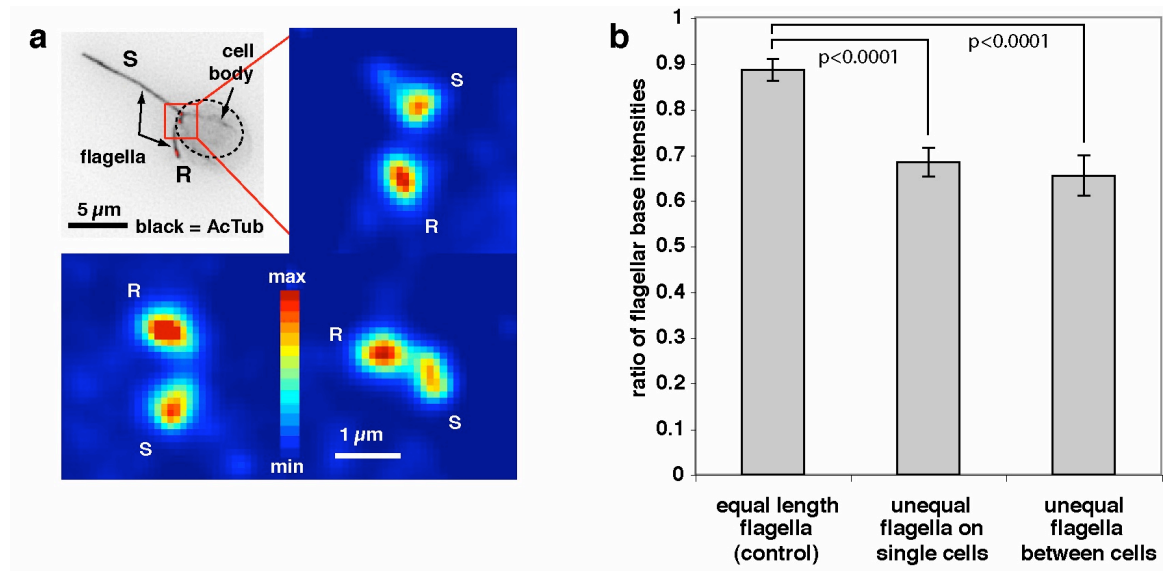 a
S
cell
body
flagella
R
5 µm
black = AcTub
S
R
R
S
max
min
R
S
1 µm
b
ratio of flagellar base intensities
1
0.9
0.8
0.7
0.6
0.5
0.4
0.3
0.2
0.1
0
p<0.0001
p<0.0001
equal length
flagella
(control)
unequal
flagella on
single cells
unequal
flagella
between cells